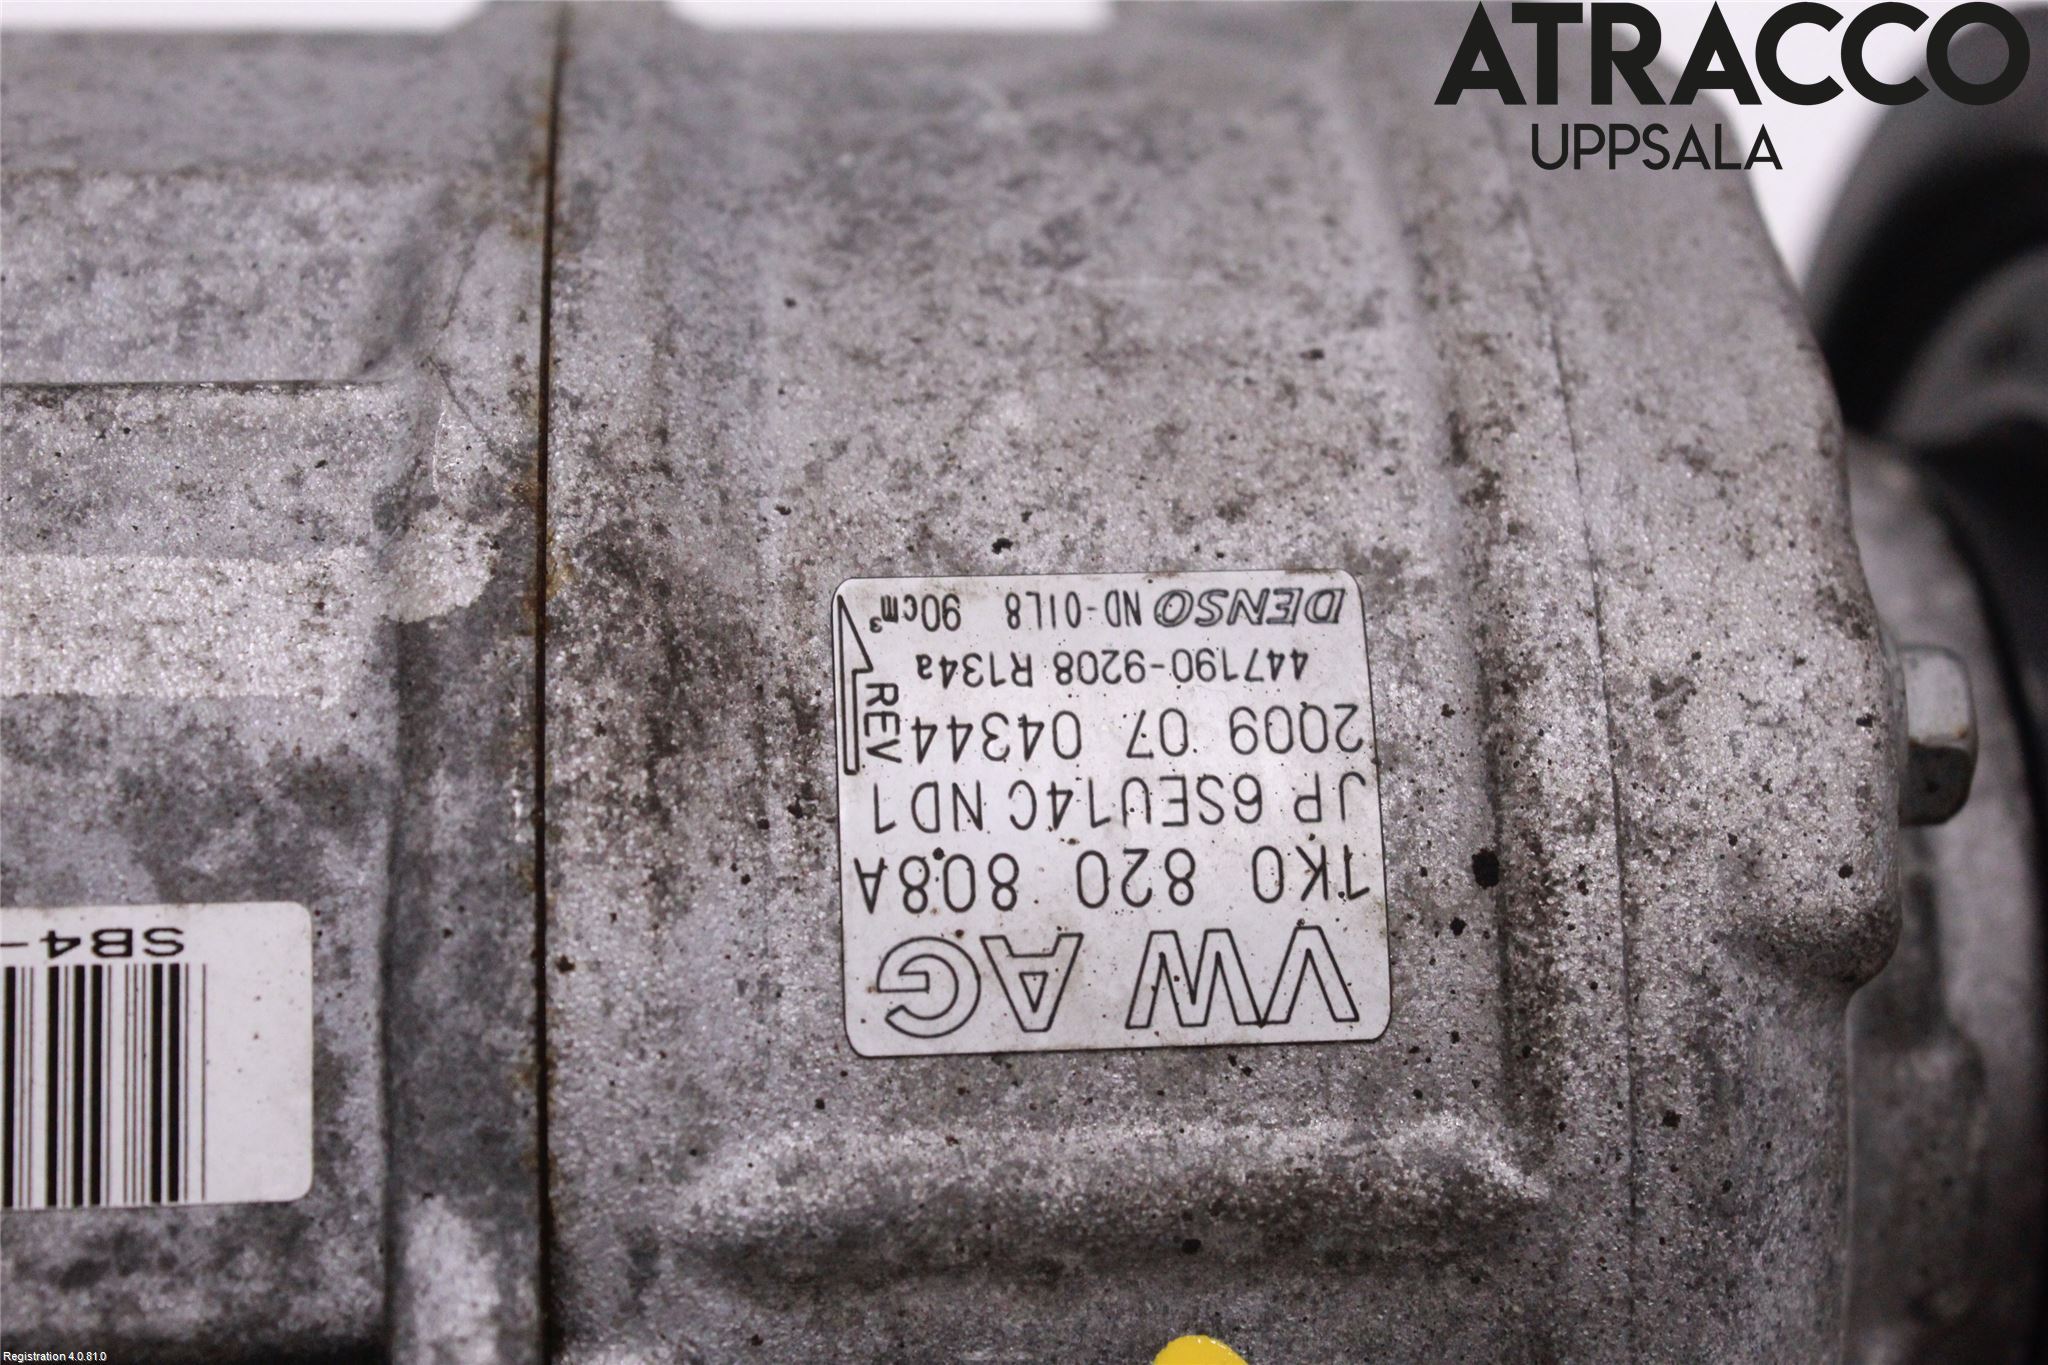 ATRACCO
UPPSALA
VW AG
1K0 820 808A
JP 6SEU14C ND1
2Q09 07 04344
447190-9208 R134a
DENSO ND-OIL8 90cm³
REV
SB4-
Registration 4.0.81.0